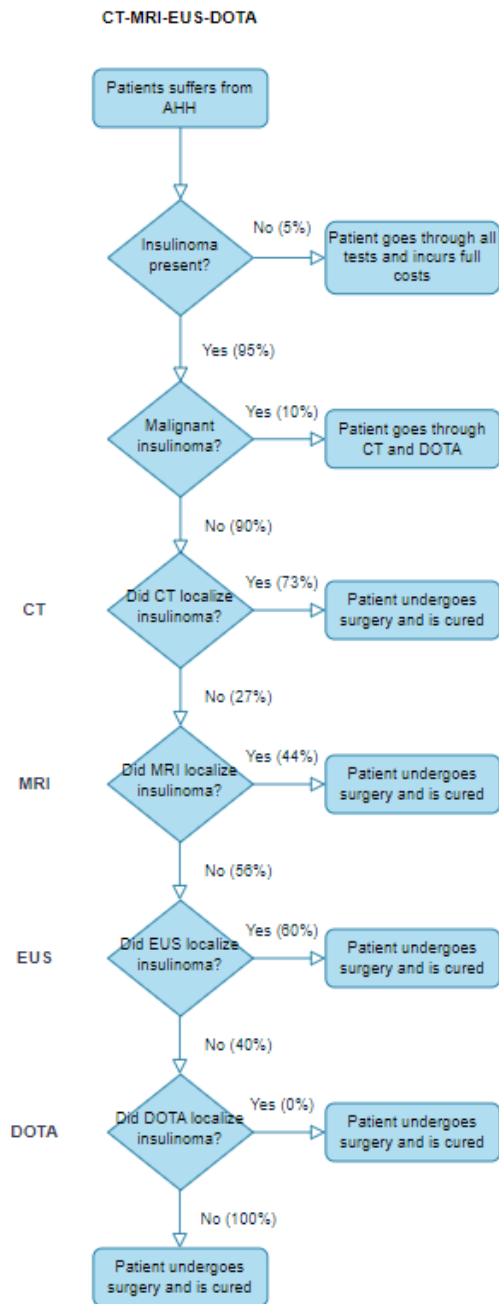 CT-MRI-EUS-DOTA
Patients suffers from
AHH
No (5%)
Insulinoma
present?
Patient goes through all
tests and incurs full
costs
Yes (95%)
Yes (10%)
Malignant
insulinoma?
Patient goes through
CT and DOTA
No (90%)
CT
Did CT localize
insulinoma?
Yes (73%)
Patient undergoes
surgery and is cured
No (27%)
MRI
Did MRI localize
insulinoma?
Yes (44%)
Patient undergoes
surgery and is cured
No (56%)
EUS
Did EUS localize
insulinoma?
Yes (60%)
Patient undergoes
surgery and is cured
No (40%)
DOTA
Did DOTA localize
insulinoma?
Yes (0%)
Patient undergoes
surgery and is cured
No (100%)
Patient undergoes
surgery and is cured